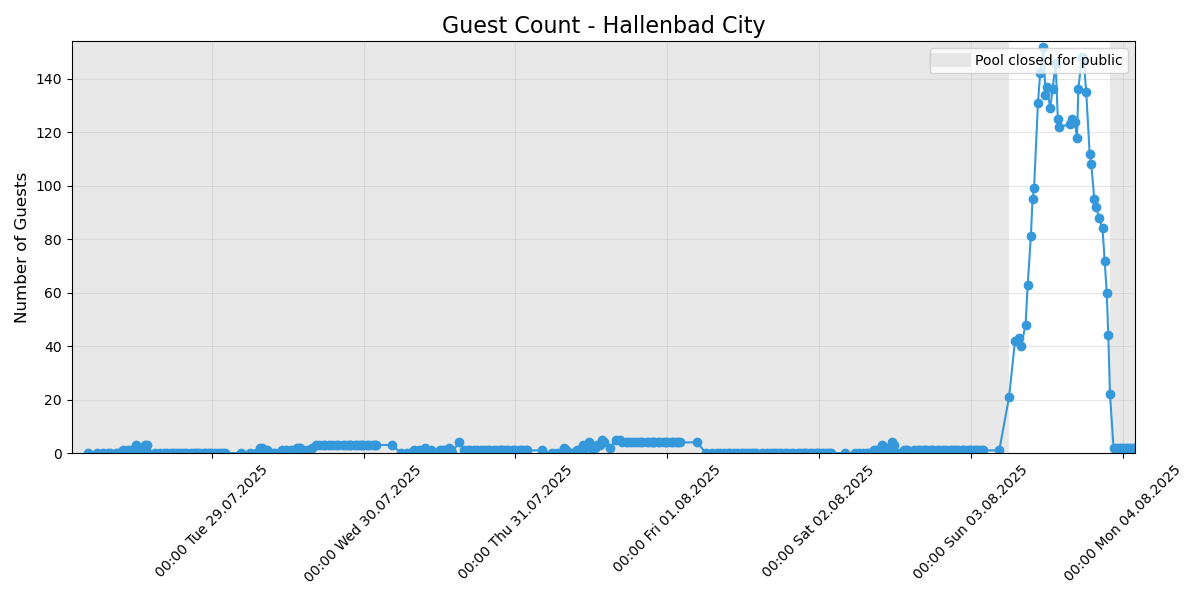 Guest Count - Hallenbad City
Pool closed for public
Number of Guests
140
120
100
80
60
40
20
0
00:00 Tue 29.07.2025
00:00 Wed 30.07.2025
00:00 Thu 31.07.2025
00:00 Fri 01.08.2025
00:00 Sat 02.08.2025
00:00 Sun 03.08.2025
00:00 Mon 04.08.2025